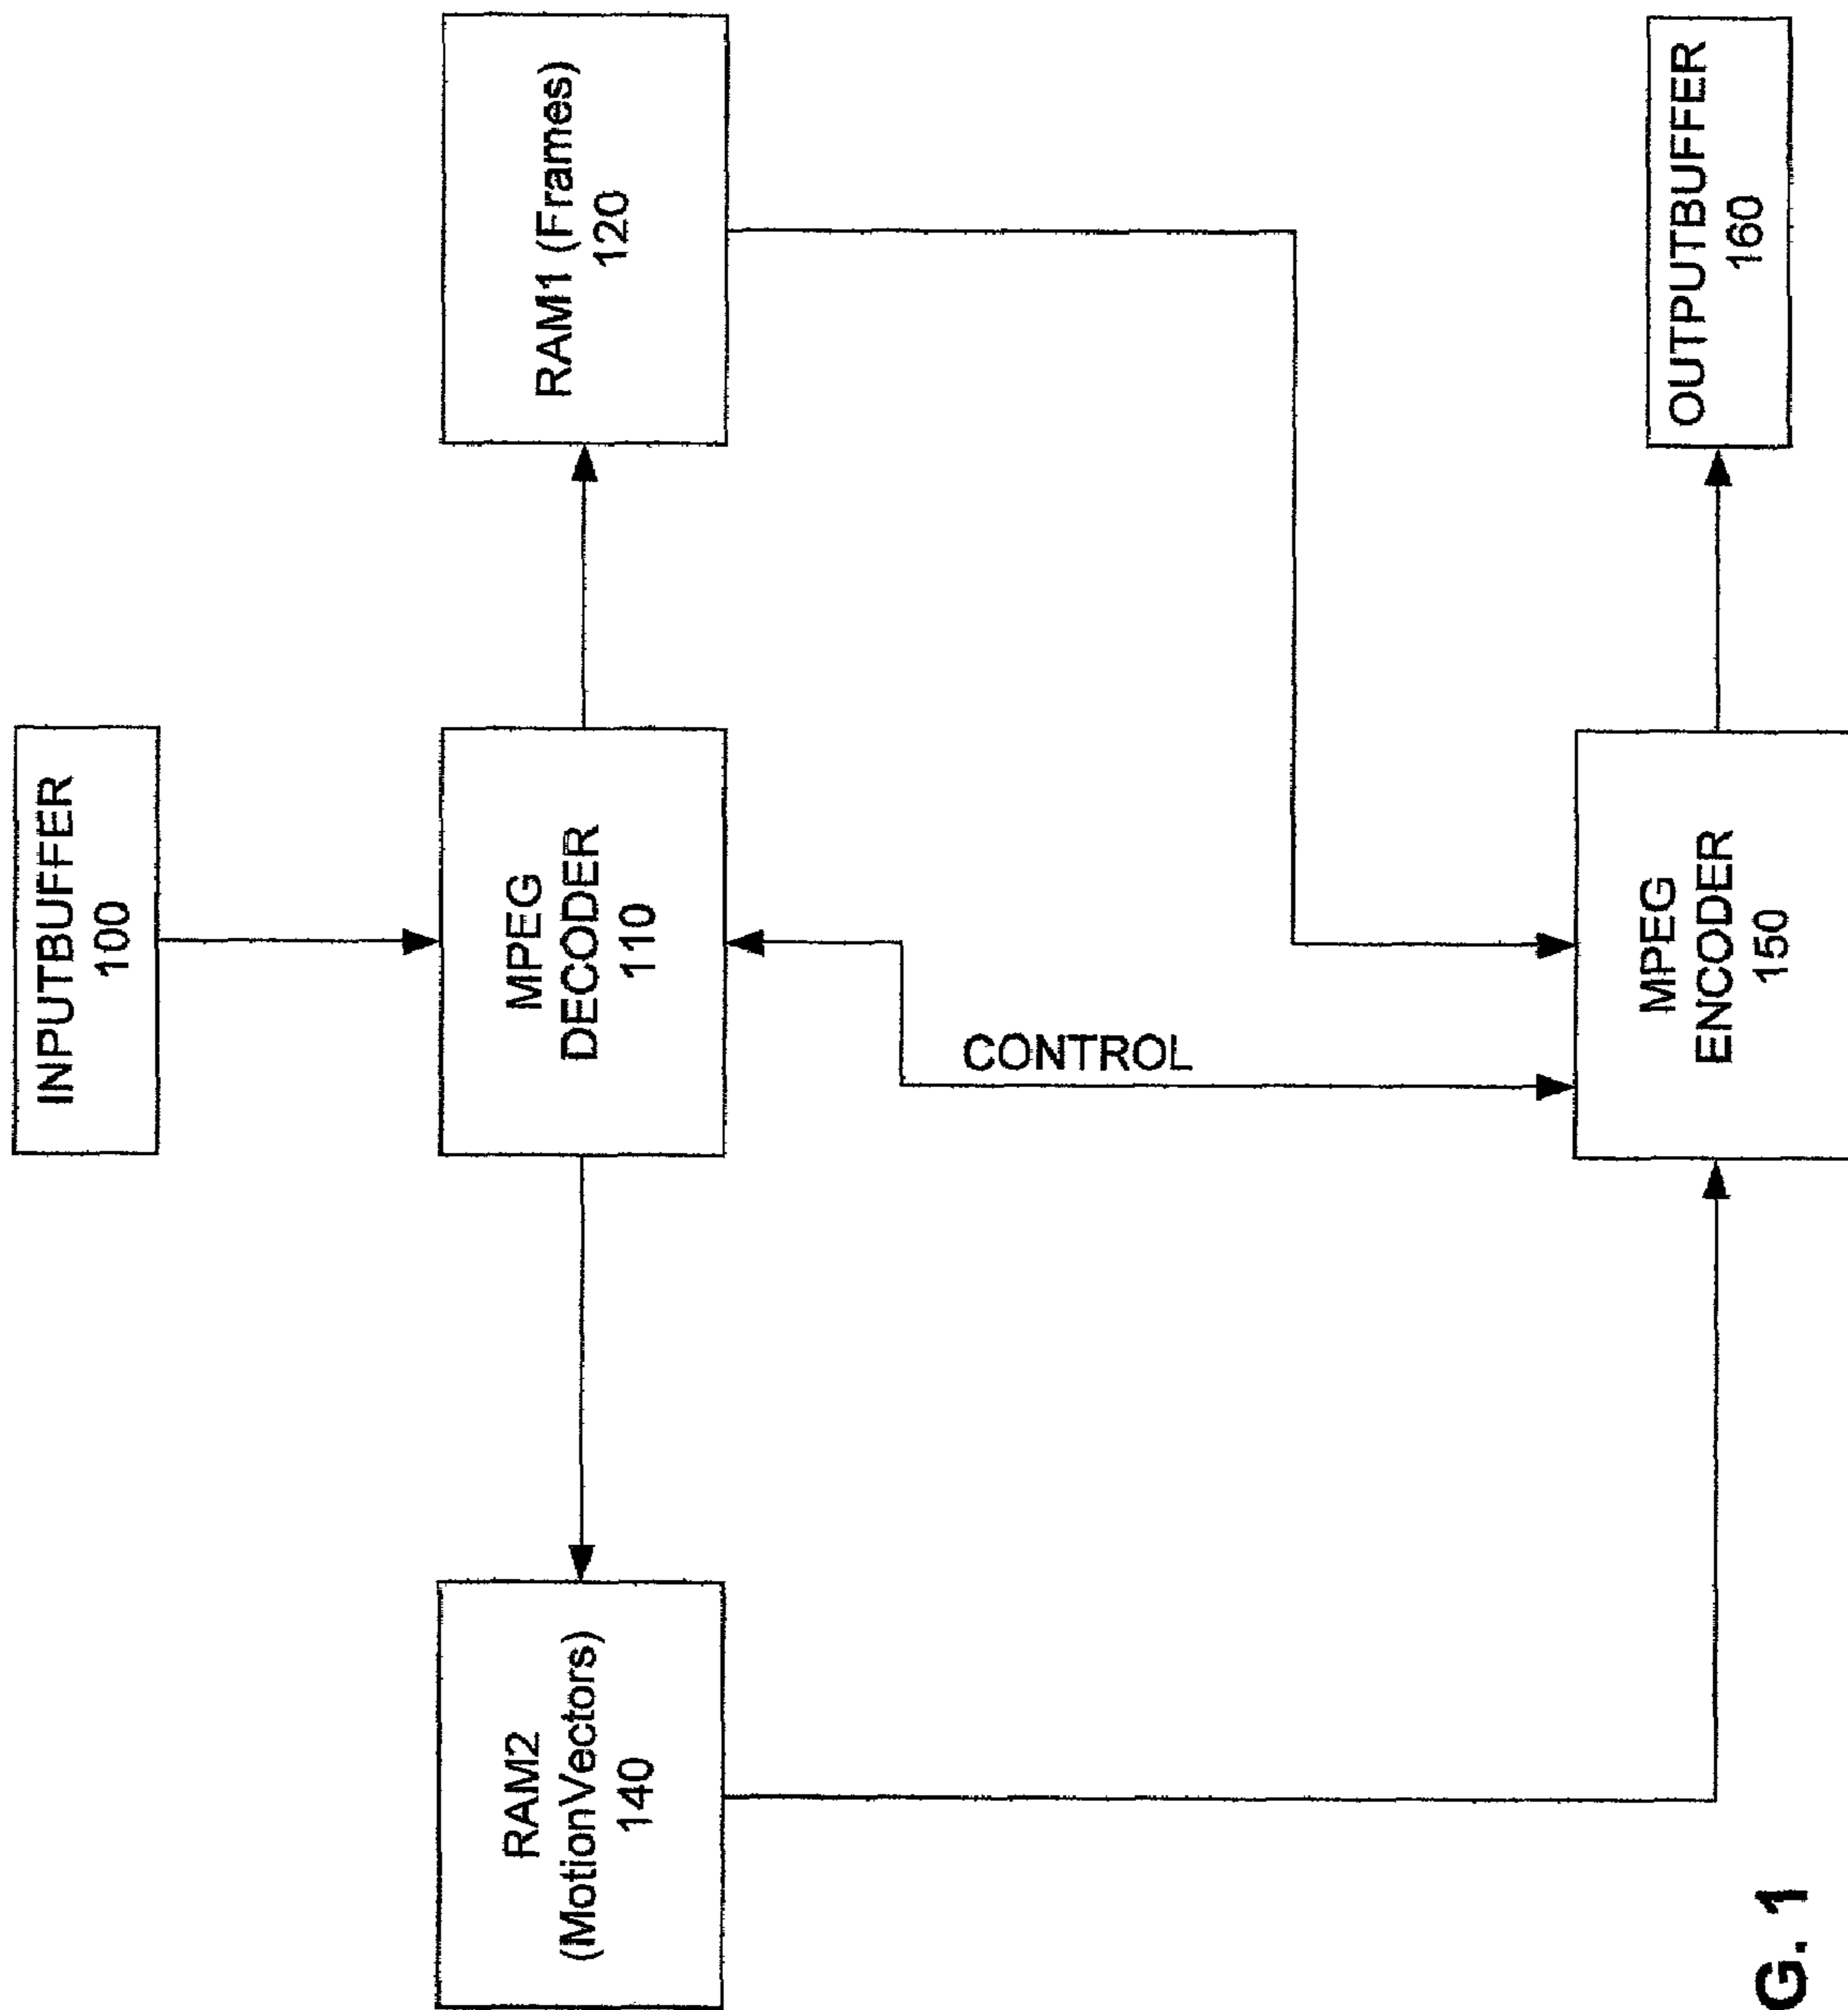 INPUTBUFFER
100
MPEG
DECODER
110
RAM1 (Frames)
120
RAM2
(MotionVectors)
140
CONTROL
MPEG
ENCODER
150
OUTPUTBUFFER
160
G. 1